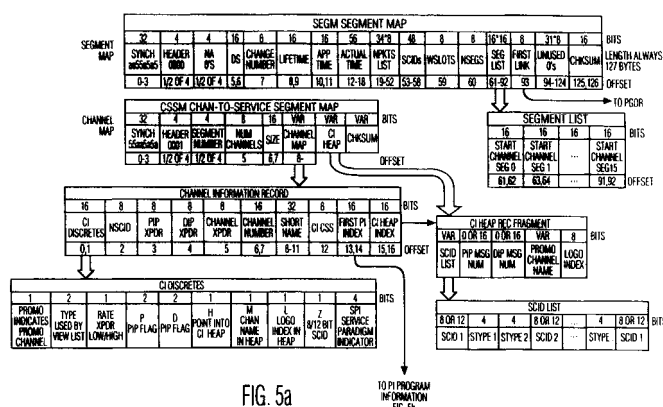 SEGM SEGMENT MAP
SEGMENT MAP
32 4 4 16 8 16 16 56 34*8 48 8 8 16*16 8 31*8 16 BITS
SYNCH aa55a5a5 HEADER 0000 NA 0'S DS CHANGE NUMBER LIFETIME APP TIME ACTUAL TIME NPKTS LIST SCIDs WSLOTS NSEGS SEG LIST FIRST LINK UNUSED 0's CHKSUM LENGTH ALWAYS 127 BYTES
0-3 1/2 OF 4 1/2 OF 4 5,6 7 8,9 10,11 12-18 19-52 53-58 59 60 61-92 93 94-124 125,126 OFFSET
TO PGOR
CSSM CHAN-TO-SERVICE SEGMENT MAP
CHANNEL MAP
32 4 4 8 16 VAR VAR VAR BITS
SYNCH 55aa5a5a HEADER 0001 SEGMENT NUMBER NUM CHANNELS SIZE CHANNEL MAP CI HEAP CHKSUM
0-3 1/2 OF 4 1/2 OF 4 5 6,7 8- OFFSET
SEGMENT LIST
16 16 16 16 BITS
START CHANNEL SEG 0 START CHANNEL SEG 1 ... START CHANNEL SEG15
61,62 63,64 91,92 OFFSET
CHANNEL INFORMATION RECORD
16 8 8 8 8 16 32 8 16 16 BITS
CI DISCRETES NSCID PIP XPDR DIP XPDR CHANNEL XPDR CHANNEL NUMBER SHORT NAME CI CSS FIRST PI INDEX CI HEAP INDEX
0,1 2 3 4 5 6,7 8-11 12 13,14 15,16 OFFSET
CI HEAP REC FRAGMENT
VAR 0 OR 16 0 OR 16 VAR 8 BITS
SCID LIST PIP MSG NUM DIP MSG NUM PROMO CHANNEL NAME LOGO INDEX
CI DISCRETES
1 2 1 2 2 1 1 1 1 4 BITS
PROMO INDICATES PROMO CHANNEL TYPE USED BY VIEW LIST RATE XPDR LOW/HIGH P PIP FLAG D PIP FLAG H POINT INTO CI HEAP M CHAN NAME IN HEAP L LOGO INDEX IN HEAP Z 8/12 BIT SCID SPI SERVICE PARADIGM INDICATOR
SCID LIST
8 OR 12 4 4 8 OR 12 ... 4 8 OR 12 BITS
SCID 1 STYPE 1 STYPE 2 SCID 2 ... STYPE SCID 1
TO PI PROGRAM INFORMATION FIG. 5b
FIG. 5a